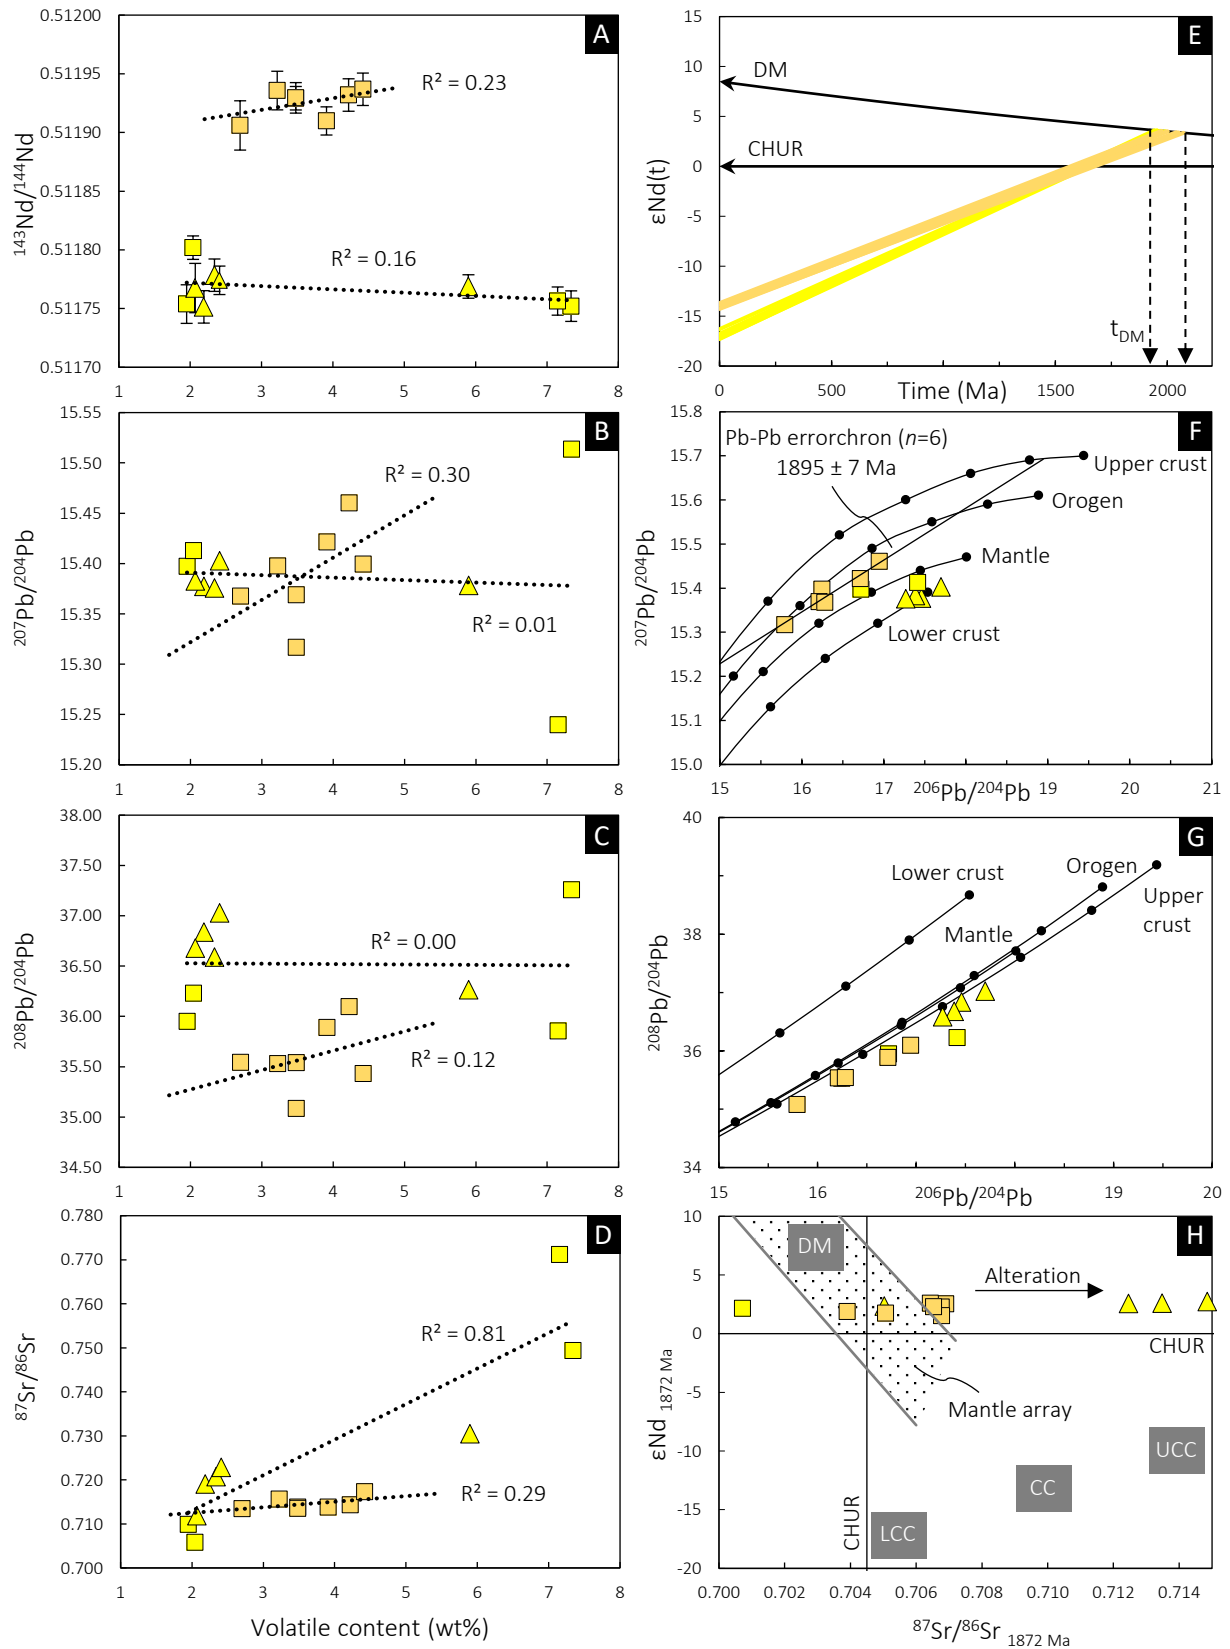 A
0.51200
0.51195
0.51190
0.51185
0.51180
0.51175
0.51170
¹⁴³Nd/¹⁴⁴Nd
R² = 0.23
R² = 0.16
1 2 3 4 5 6 7 8
E
15
10
5
0
-5
-10
-15
-20
εNd(t)
DM
CHUR
tDM
0 500 1500 2000
Time (Ma)
B
15.55
15.50
15.45
15.40
15.35
15.30
15.25
15.20
²⁰⁷Pb/²⁰⁴Pb
R² = 0.30
R² = 0.01
1 2 3 4 5 6 7 8
F
15.8
15.7
15.6
15.5
15.4
15.3
15.2
15.1
15.0
²⁰⁷Pb/²⁰⁴Pb
Pb-Pb errorchron (n=6)
1895 ± 7 Ma
Upper crust
Orogen
Mantle
Lower crust
15 16 17 19 20 21
²⁰⁶Pb/²⁰⁴Pb
C
38.00
37.50
37.00
36.50
36.00
35.50
35.00
34.50
²⁰⁸Pb/²⁰⁴Pb
R² = 0.00
R² = 0.12
1 2 3 4 5 6 7 8
G
40
38
36
34
²⁰⁸Pb/²⁰⁴Pb
Lower crust
Orogen
Mantle
Upper
crust
15 16 19 20
²⁰⁶Pb/²⁰⁴Pb
D
0.780
0.770
0.760
0.750
0.740
0.730
0.720
0.710
0.700
⁸⁷Sr/⁸⁶Sr
R² = 0.81
R² = 0.29
1 2 3 4 5 6 7 8
Volatile content (wt%)
H
10
5
0
-5
-10
-15
-20
εNd 1872 Ma
DM
Alteration
CHUR
Mantle array
UCC
CC
CHUR
LCC
0.700 0.702 0.704 0.706 0.708 0.710 0.712 0.714
⁸⁷Sr/⁸⁶Sr 1872 Ma